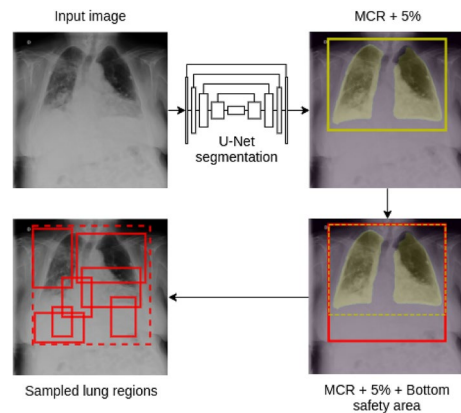 Input image
MCR + 5%
U-Net
segmentation
Sampled lung regions
MCR + 5% + Bottom
safety area